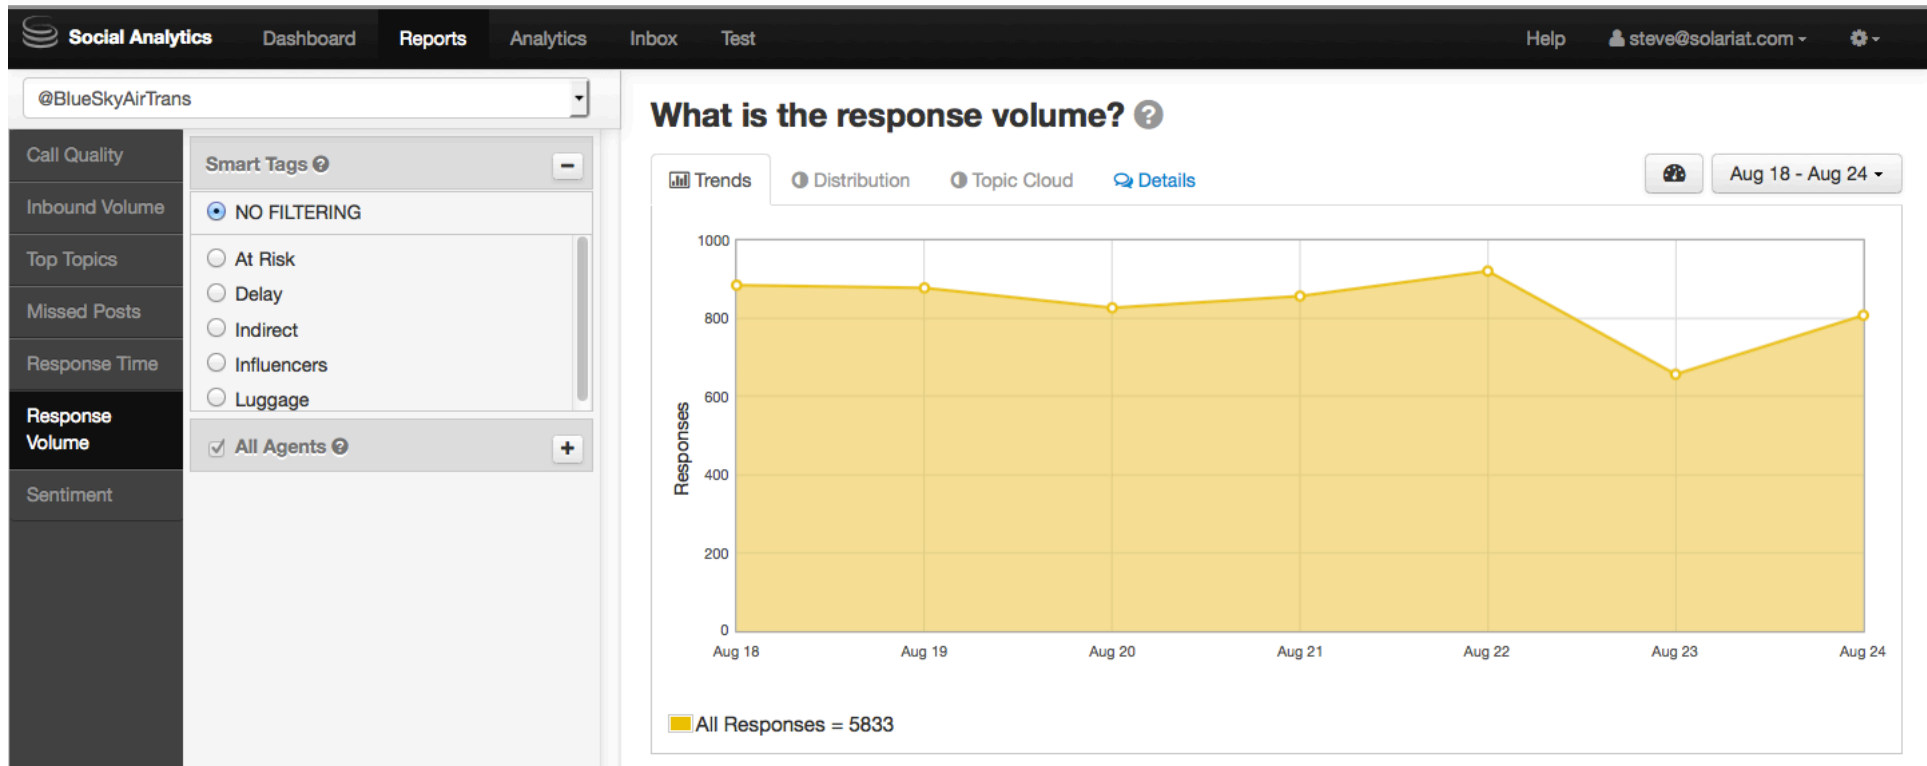 Social Analytics Dashboard Reports Analytics Inbox Test Help steve@solariat.com
@BlueSkyAirTrans
Call Quality
Inbound Volume
Top Topics
Missed Posts
Response Time
Response
Volume
Sentiment
Smart Tags
NO FILTERING
At Risk
Delay
Indirect
Influencers
Luggage
All Agents
What is the response volume?
Trends Distribution Topic Cloud Details Aug 18 - Aug 24
1000
800
600
400
200
0
Responses
Aug 18 Aug 19 Aug 20 Aug 21 Aug 22 Aug 23 Aug 24
All Responses = 5833